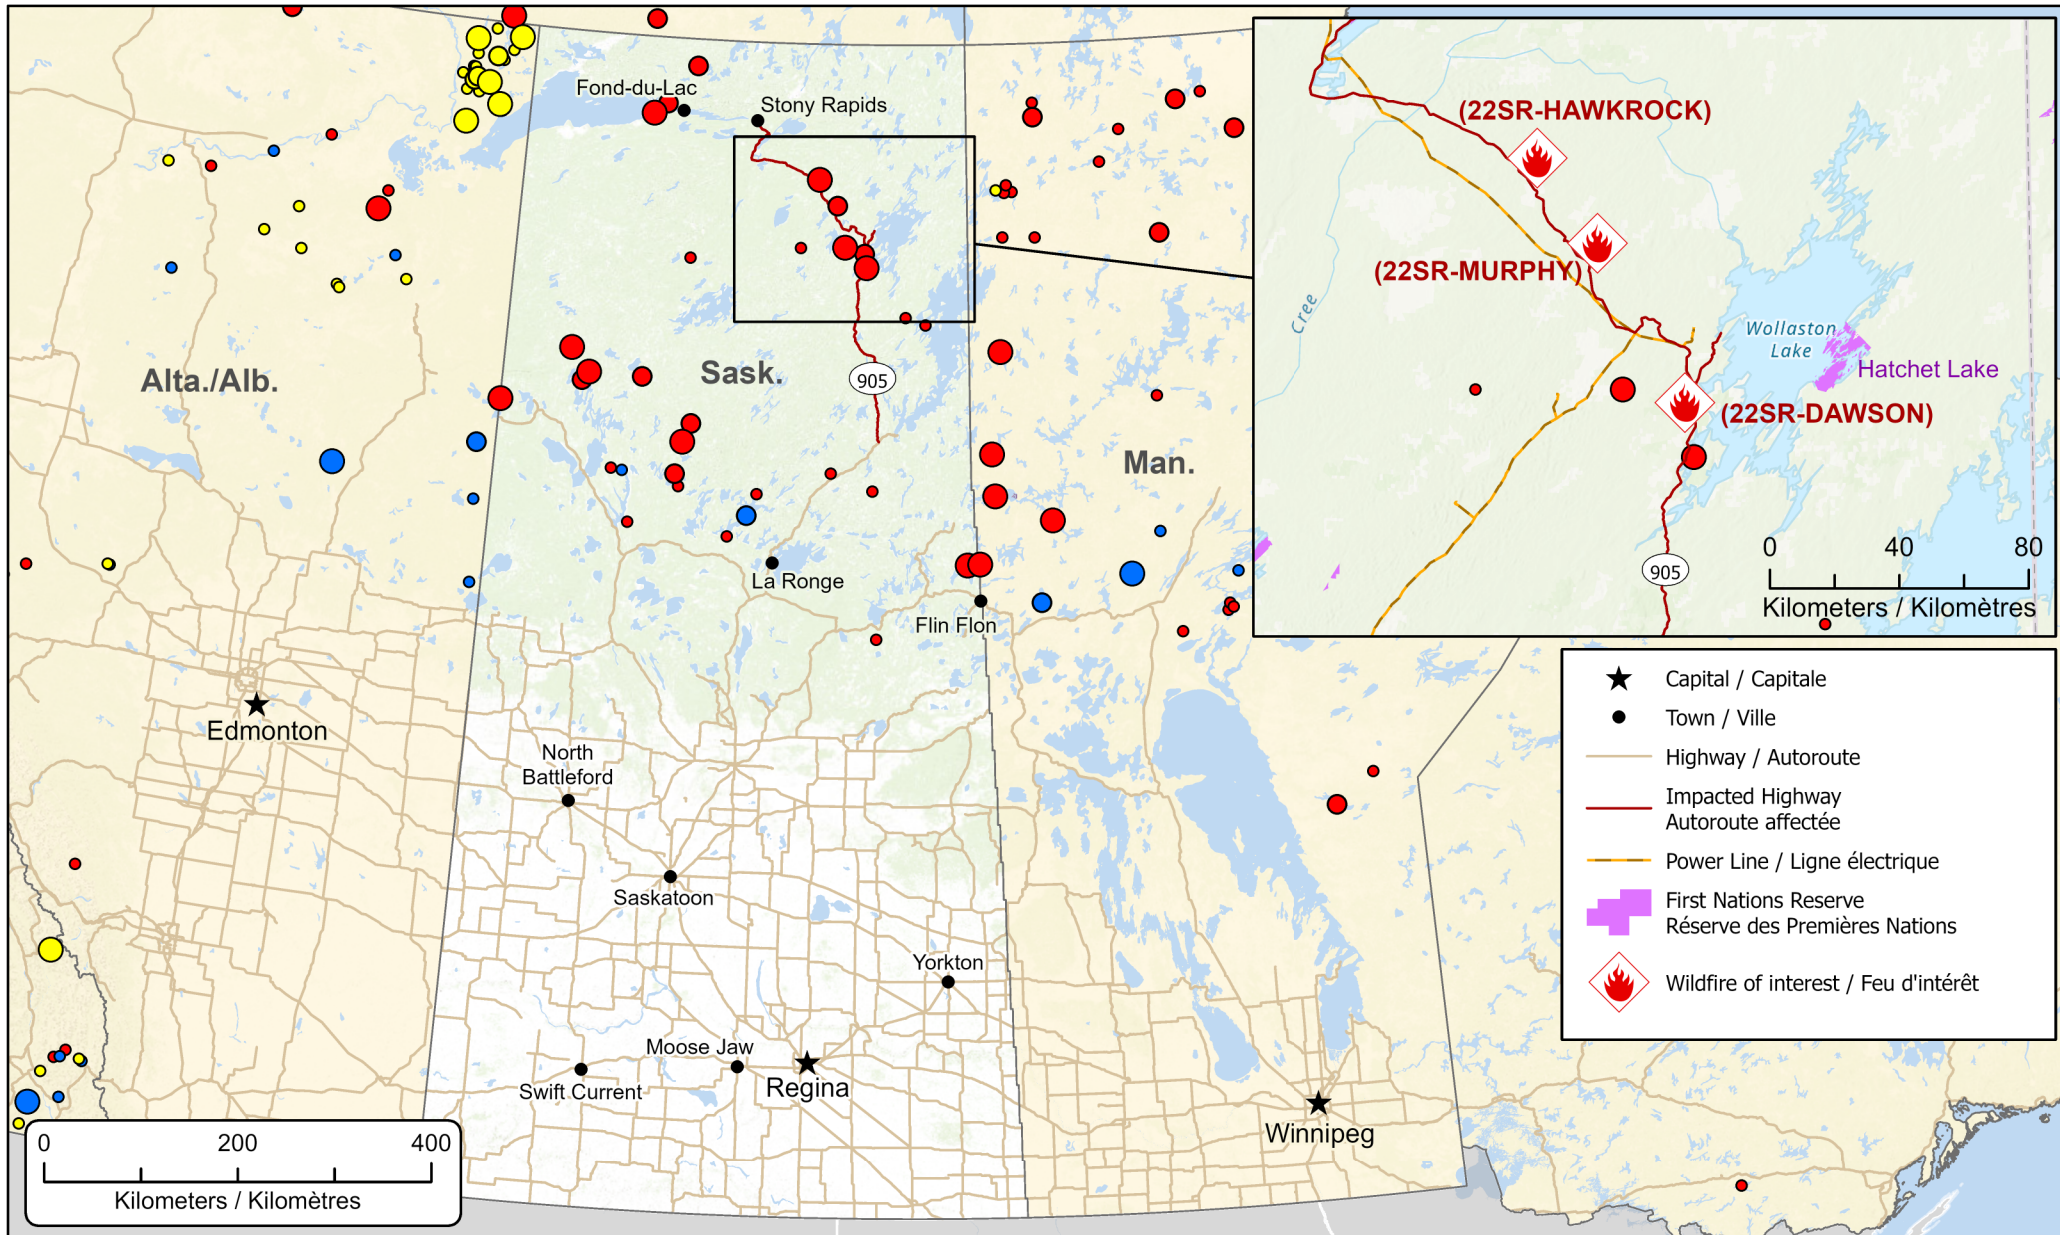 Fond-du-Lac
Stony Rapids
Alta./Alb.
Sask.
905
Man.
La Ronge
Flin Flon
Edmonton
North
Battleford
Saskatoon
Yorkton
Moose Jaw
Regina
Swift Current
Winnipeg
0 200 400
Kilometers / Kilomètres
(22SR-HAWKROCK)
(22SR-MURPHY)
Cree
Wollaston
Lake
Hatchet Lake
(22SR-DAWSON)
905
0 40 80
Kilometers / Kilomètres
Capital / Capitale
Town / Ville
Highway / Autoroute
Impacted Highway
Autoroute affectée
Power Line / Ligne électrique
First Nations Reserve
Réserve des Premières Nations
Wildfire of interest / Feu d'intérêt